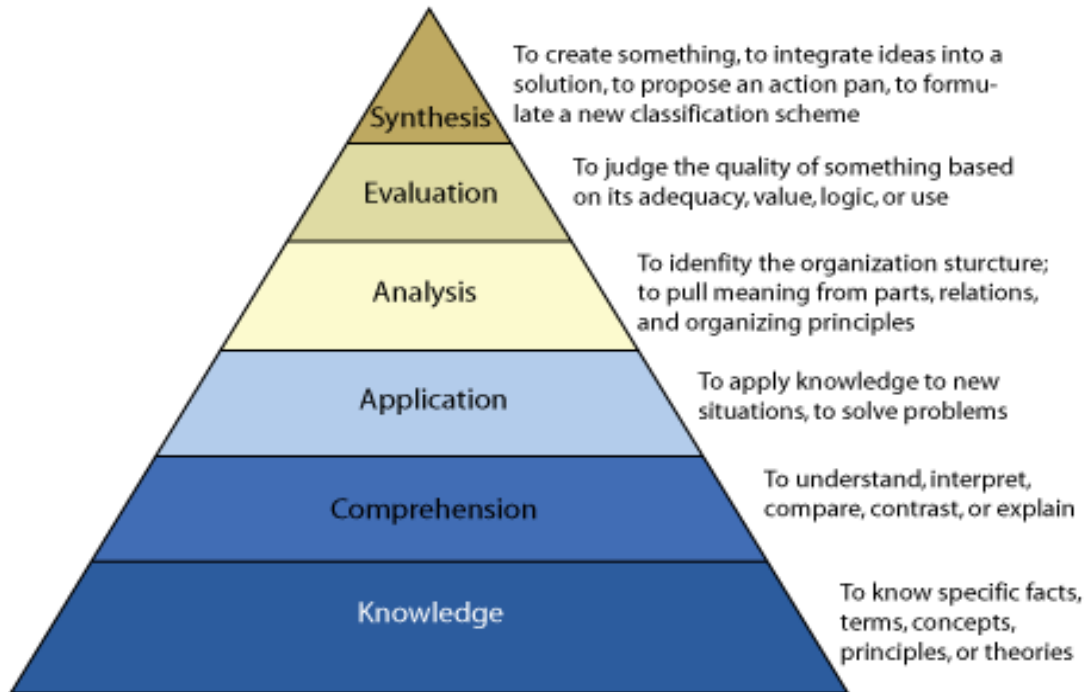 To create something, to integrate ideas into a
solution, to propose an action pan, to formu-
late a new classification scheme
Synthesis
To judge the quality of something based
on its adequacy, value, logic, or use
Evaluation
To idenfity the organization sturcture;
to pull meaning from parts, relations,
and organizing principles
Analysis
To apply knowledge to new
situations, to solve problems
Application
To understand, interpret,
compare, contrast, or explain
Comprehension
To know specific facts,
terms, concepts,
principles, or theories
Knowledge